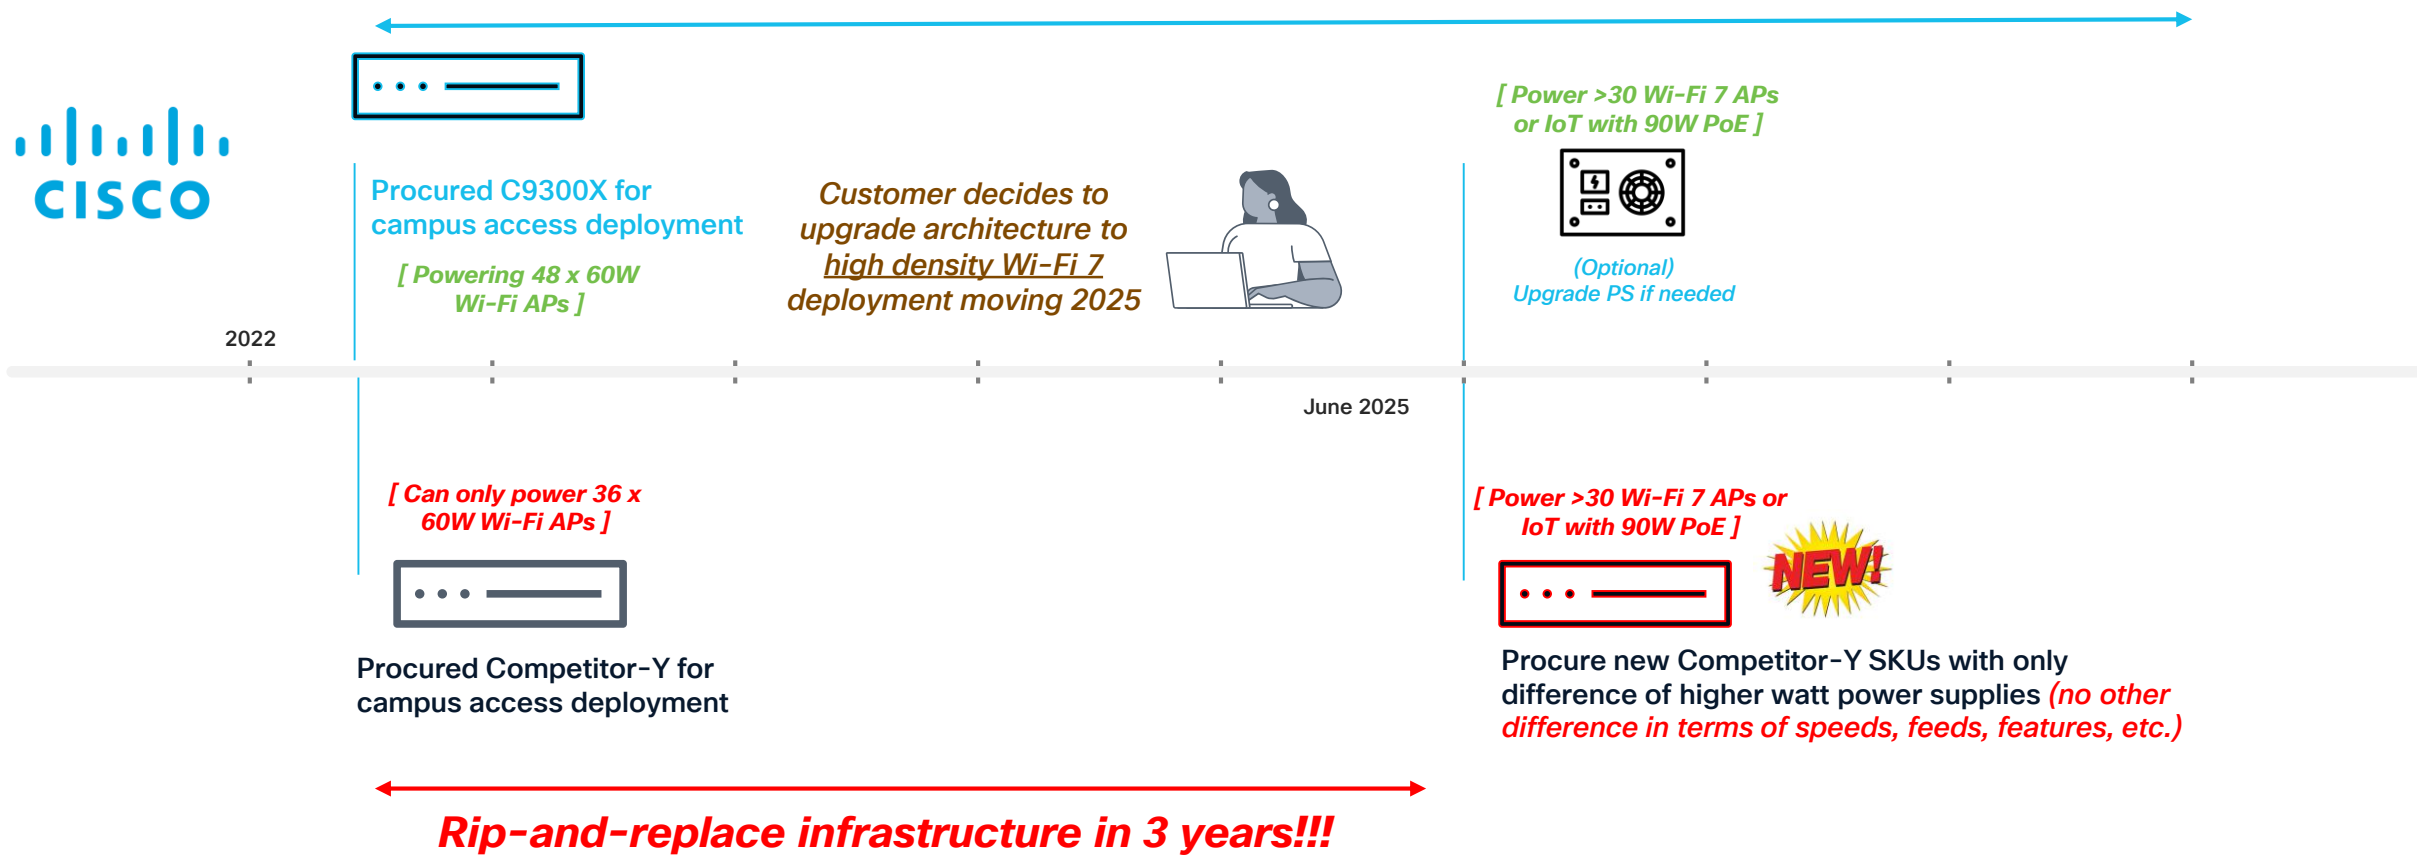 [ Power >30 Wi-Fi 7 APs
or IoT with 90W PoE ]
CISCO
Procured C9300X for
campus access deployment
[ Powering 48 x 60W
Wi-Fi APs ]
Customer decides to
upgrade architecture to
high density Wi-Fi 7
deployment moving 2025
(Optional)
Upgrade PS if needed
2022
June 2025
[ Can only power 36 x
60W Wi-Fi APs ]
Procured Competitor-Y for
campus access deployment
[ Power >30 Wi-Fi 7 APs or
IoT with 90W PoE ]
NEW!
Procure new Competitor-Y SKUs with only
difference of higher watt power supplies (no other
difference in terms of speeds, feeds, features, etc.)
Rip-and-replace infrastructure in 3 years!!!